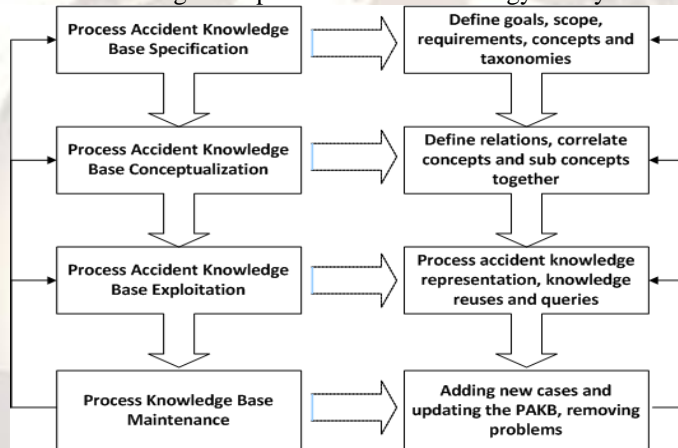 Process Accident Knowledge
Base Specification
Define goals, scope,
requirements, concepts and
taxonomies
Process Accident Knowledge
Base Conceptualization
Define relations, correlate
concepts and sub concepts
together
Process Accident Knowledge
Base Exploitation
Process accident knowledge
representation, knowledge
reuses and queries
Process Knowledge Base
Maintenance
Adding new cases and
updating the PAKB, removing
problems